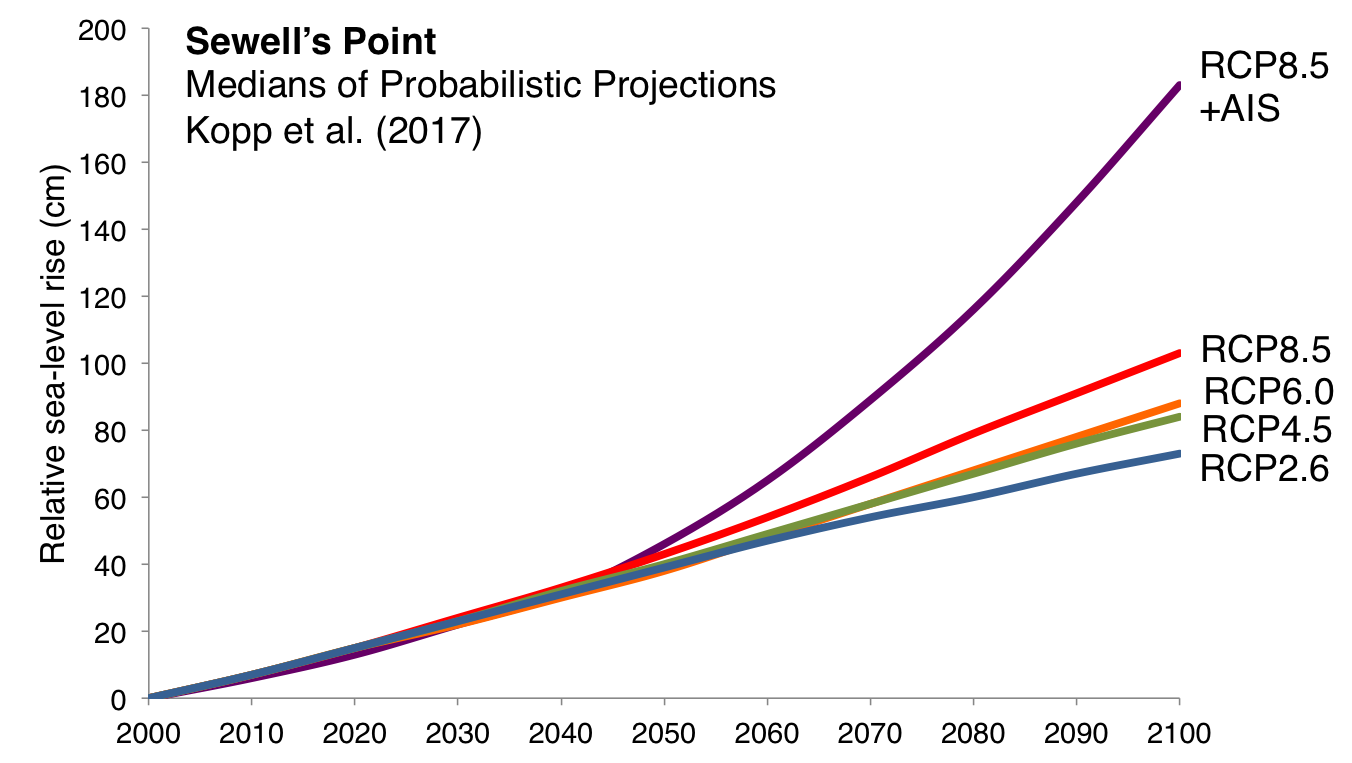 Sewell’s Point
Medians of Probabilistic Projections
Kopp et al. (2017)
Relative sea-level rise (cm)
200
180
160
140
120
100
80
60
40
20
0
2000 2010 2020 2030 2040 2050 2060 2070 2080 2090 2100
RCP8.5
+AIS
RCP8.5
RCP6.0
RCP4.5
RCP2.6